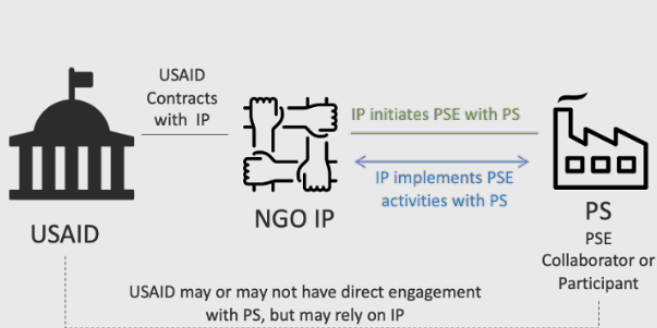 USAID
Contracts
with IP
IP initiates PSE with PS
IP implements PSE
activities with PS
USAID
NGO IP
PS
PSE
Collaborator or
Participant
USAID may or may not have direct engagement
with PS, but may rely on IP